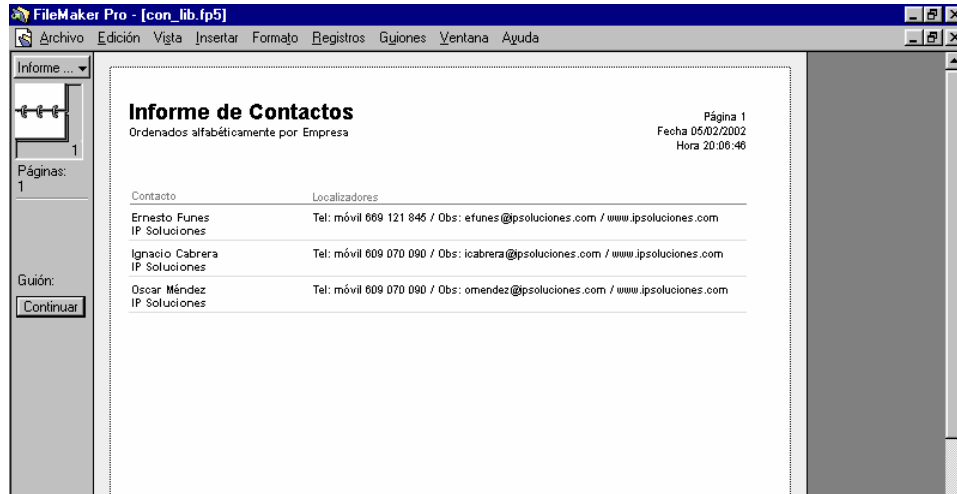 FileMaker Pro - [con_lib.fp5]
Archivo Edición Vista Insertar Formato Registros Guiones Ventana Ayuda
Informe ...
1
Páginas:
1
Guión:
Continuar
Informe de Contactos
Ordenados alfabéticamente por Empresa
Página 1
Fecha 05/02/2002
Hora 20:06:46
Contacto Localizadores
Ernesto Funes Tel: móvil 669 121 845 / Obs: efunes@ipsoluciones.com / www.ipsoluciones.com
IP Soluciones
Ignacio Cabrera Tel: móvil 609 070 090 / Obs: icabrera@ipsoluciones.com / www.ipsoluciones.com
IP Soluciones
Oscar Méndez Tel: móvil 609 070 090 / Obs: omendez@ipsoluciones.com / www.ipsoluciones.com
IP Soluciones